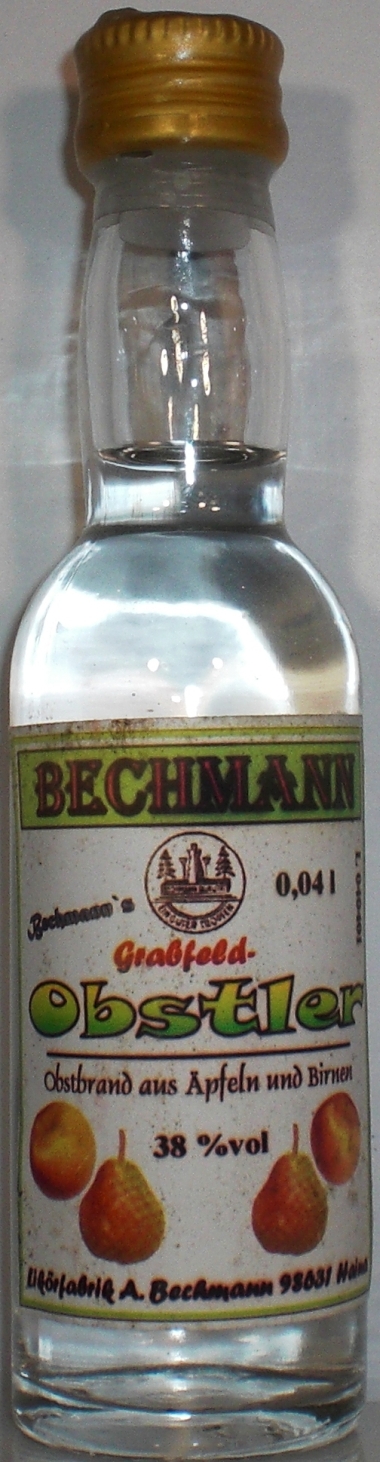 BECHMANN
Bechmann's
0,04 l
Grabfeld-
Obstler
Obstbrand aus Äpfeln und Birnen
38 %vol
Likörfabrik A. Bechmann 98631 Haina